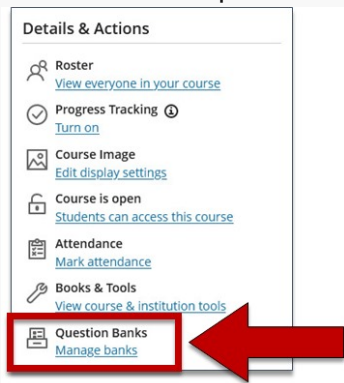 Details & Actions
Roster
View everyone in your course
Progress Tracking
Turn on
Course Image
Edit display settings
Course is open
Students can access this course
Attendance
Mark attendance
Books & Tools
View course & institution tools
Question Banks
Manage banks